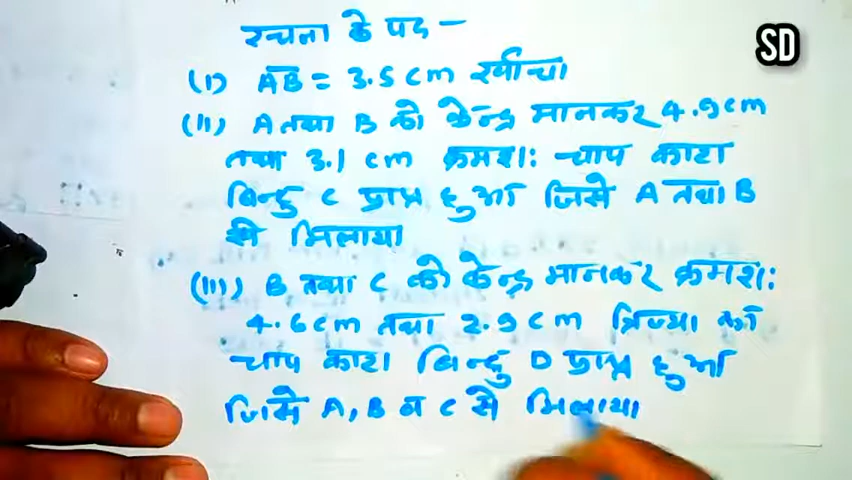 रचना के पद -
SD
(i) AB = 3.5 cm खींचा
(ii) A तथा B को केन्द्र मानकर 4.9 cm
तथा 3.1 cm क्रमश: चाप काटा
बिन्दु C प्राप्त हुआ जिसे A तथा B
से मिलाया
(iii) B तथा C को केन्द्र मानकर क्रमश:
4.6 cm तथा 2.9 cm त्रिज्या का
चाप काटा बिन्दु D प्राप्त हुआ
जिसे A, B व C से मिलाया